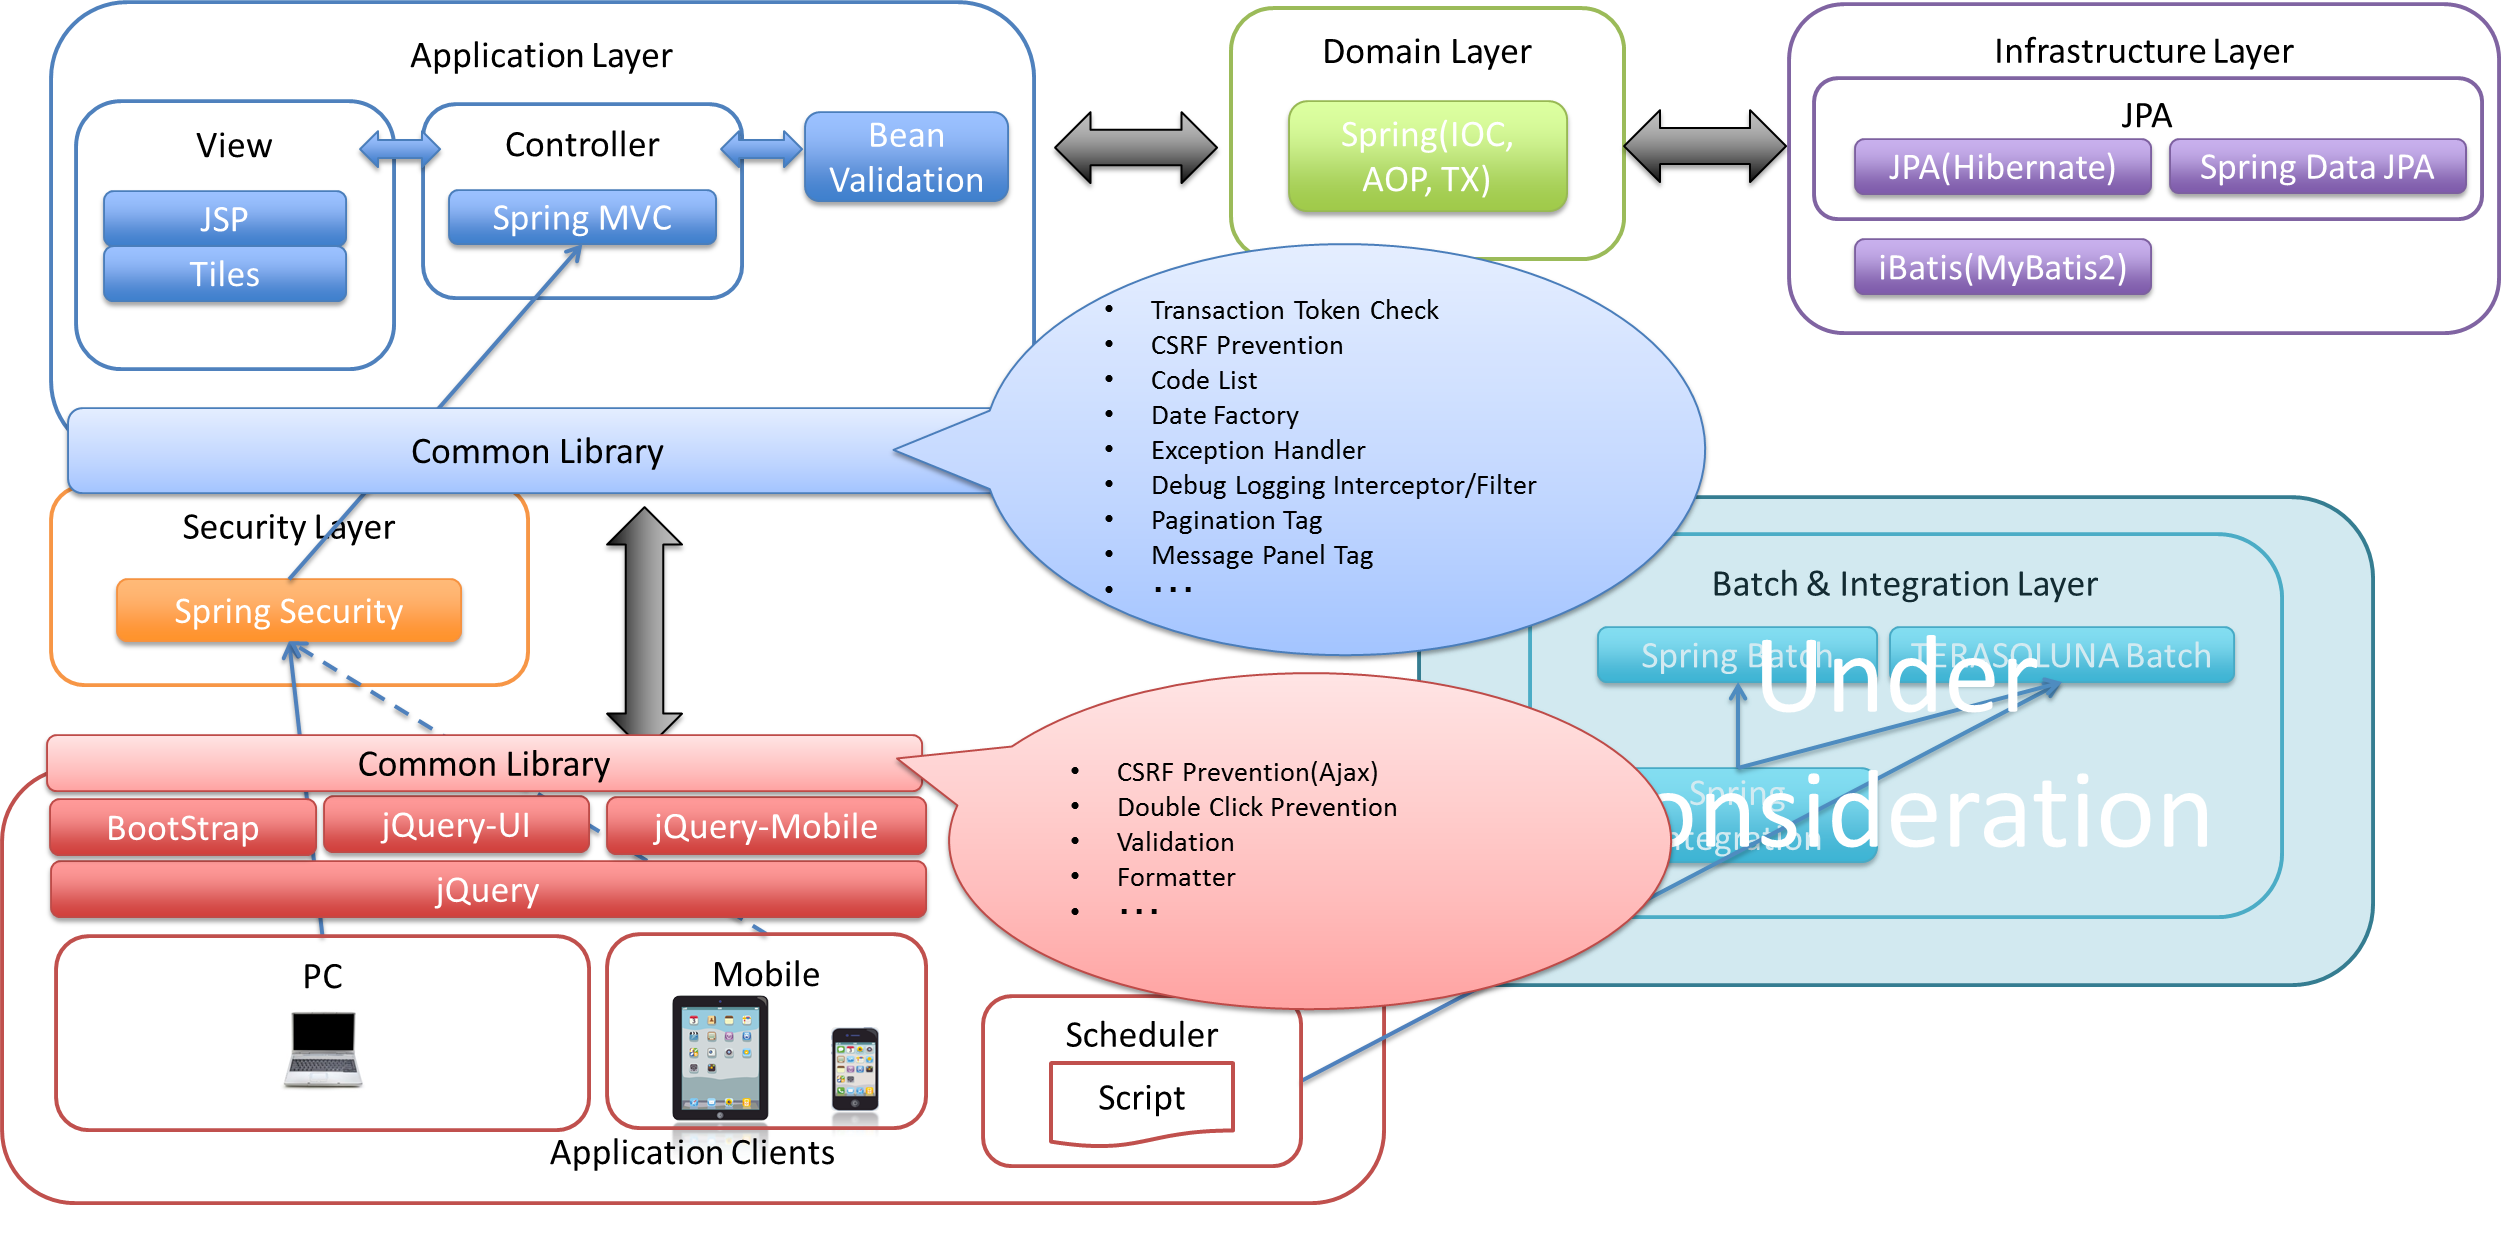 Application Layer
View
JSP
Tiles
Controller
Spring MVC
Bean
Validation
Domain Layer
Spring(IOC,
AOP, TX)
Infrastructure Layer
JPA
JPA(Hibernate)
Spring Data JPA
iBatis(MyBatis2)
Common Library
• Transaction Token Check
• CSRF Prevention
• Code List
• Date Factory
• Exception Handler
• Debug Logging Interceptor/Filter
• Pagination Tag
• Message Panel Tag
• ・・・
Security Layer
Spring Security
Batch & Integration Layer
Spring Batch
TERASOLUNA Batch
Under
Spring
onsideration
ntegration
Common Library
• CSRF Prevention(Ajax)
• Double Click Prevention
• Validation
• Formatter
• ・・・
BootStrap
jQuery-UI
jQuery-Mobile
jQuery
PC
Mobile
Scheduler
Script
Application Clients